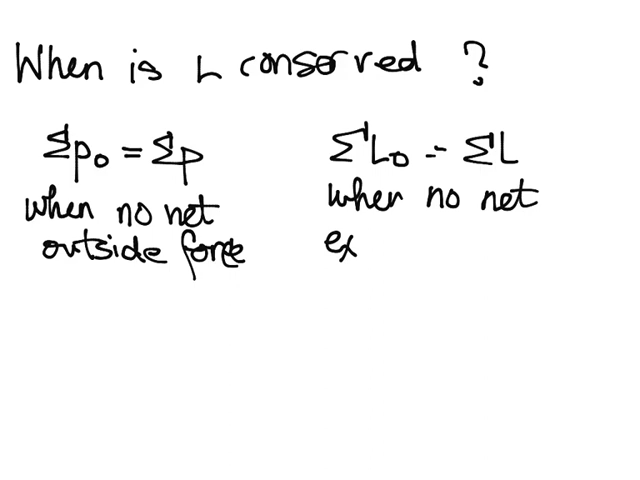 When is L conserved ?
Σp₀ = Σp
when no net
outside force
ΣL₀ = ΣL
when no net
ex